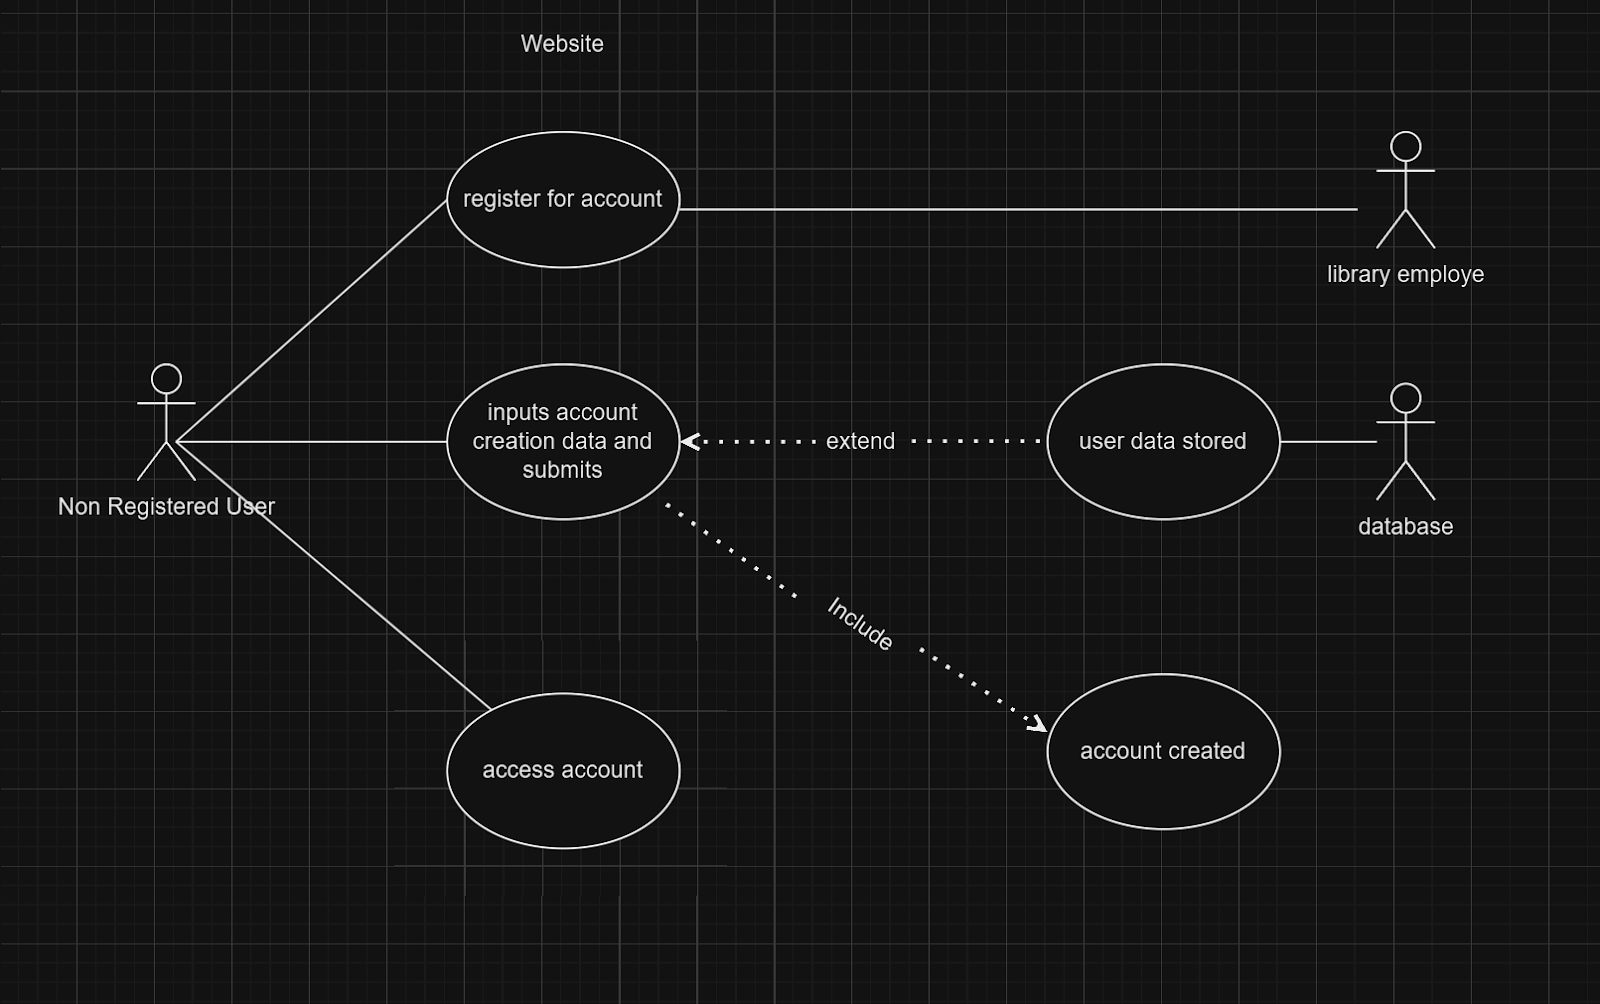 Website
register for account
library employe
inputs account
creation data and
submits
extend
user data stored
Non Registered User
database
Include
account created
access account